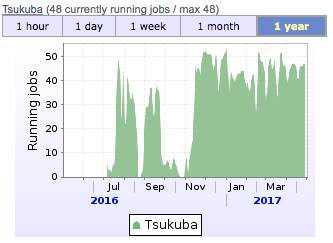 Tsukuba (48 currently running jobs / max 48)
1 hour 1 day 1 week 1 month 1 year
Running jobs
50
40
30
20
10
0
Jul Sep Nov Jan Mar
2016 2017
Tsukuba